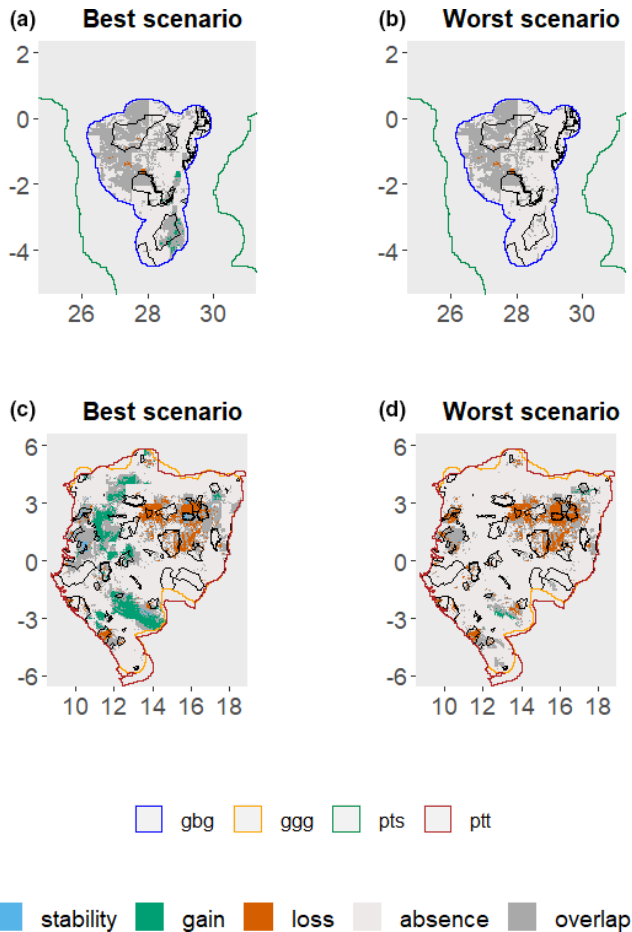 (a) Best scenario
(b) Worst scenario
2
0
-2
-4
26 28 30
2
0
-2
-4
26 28 30
(c) Best scenario
(d) Worst scenario
6
3
0
-3
-6
10 12 14 16 18
6
3
0
-3
-6
10 12 14 16 18
gbg ggg pts ptt
stability gain loss absence overlap